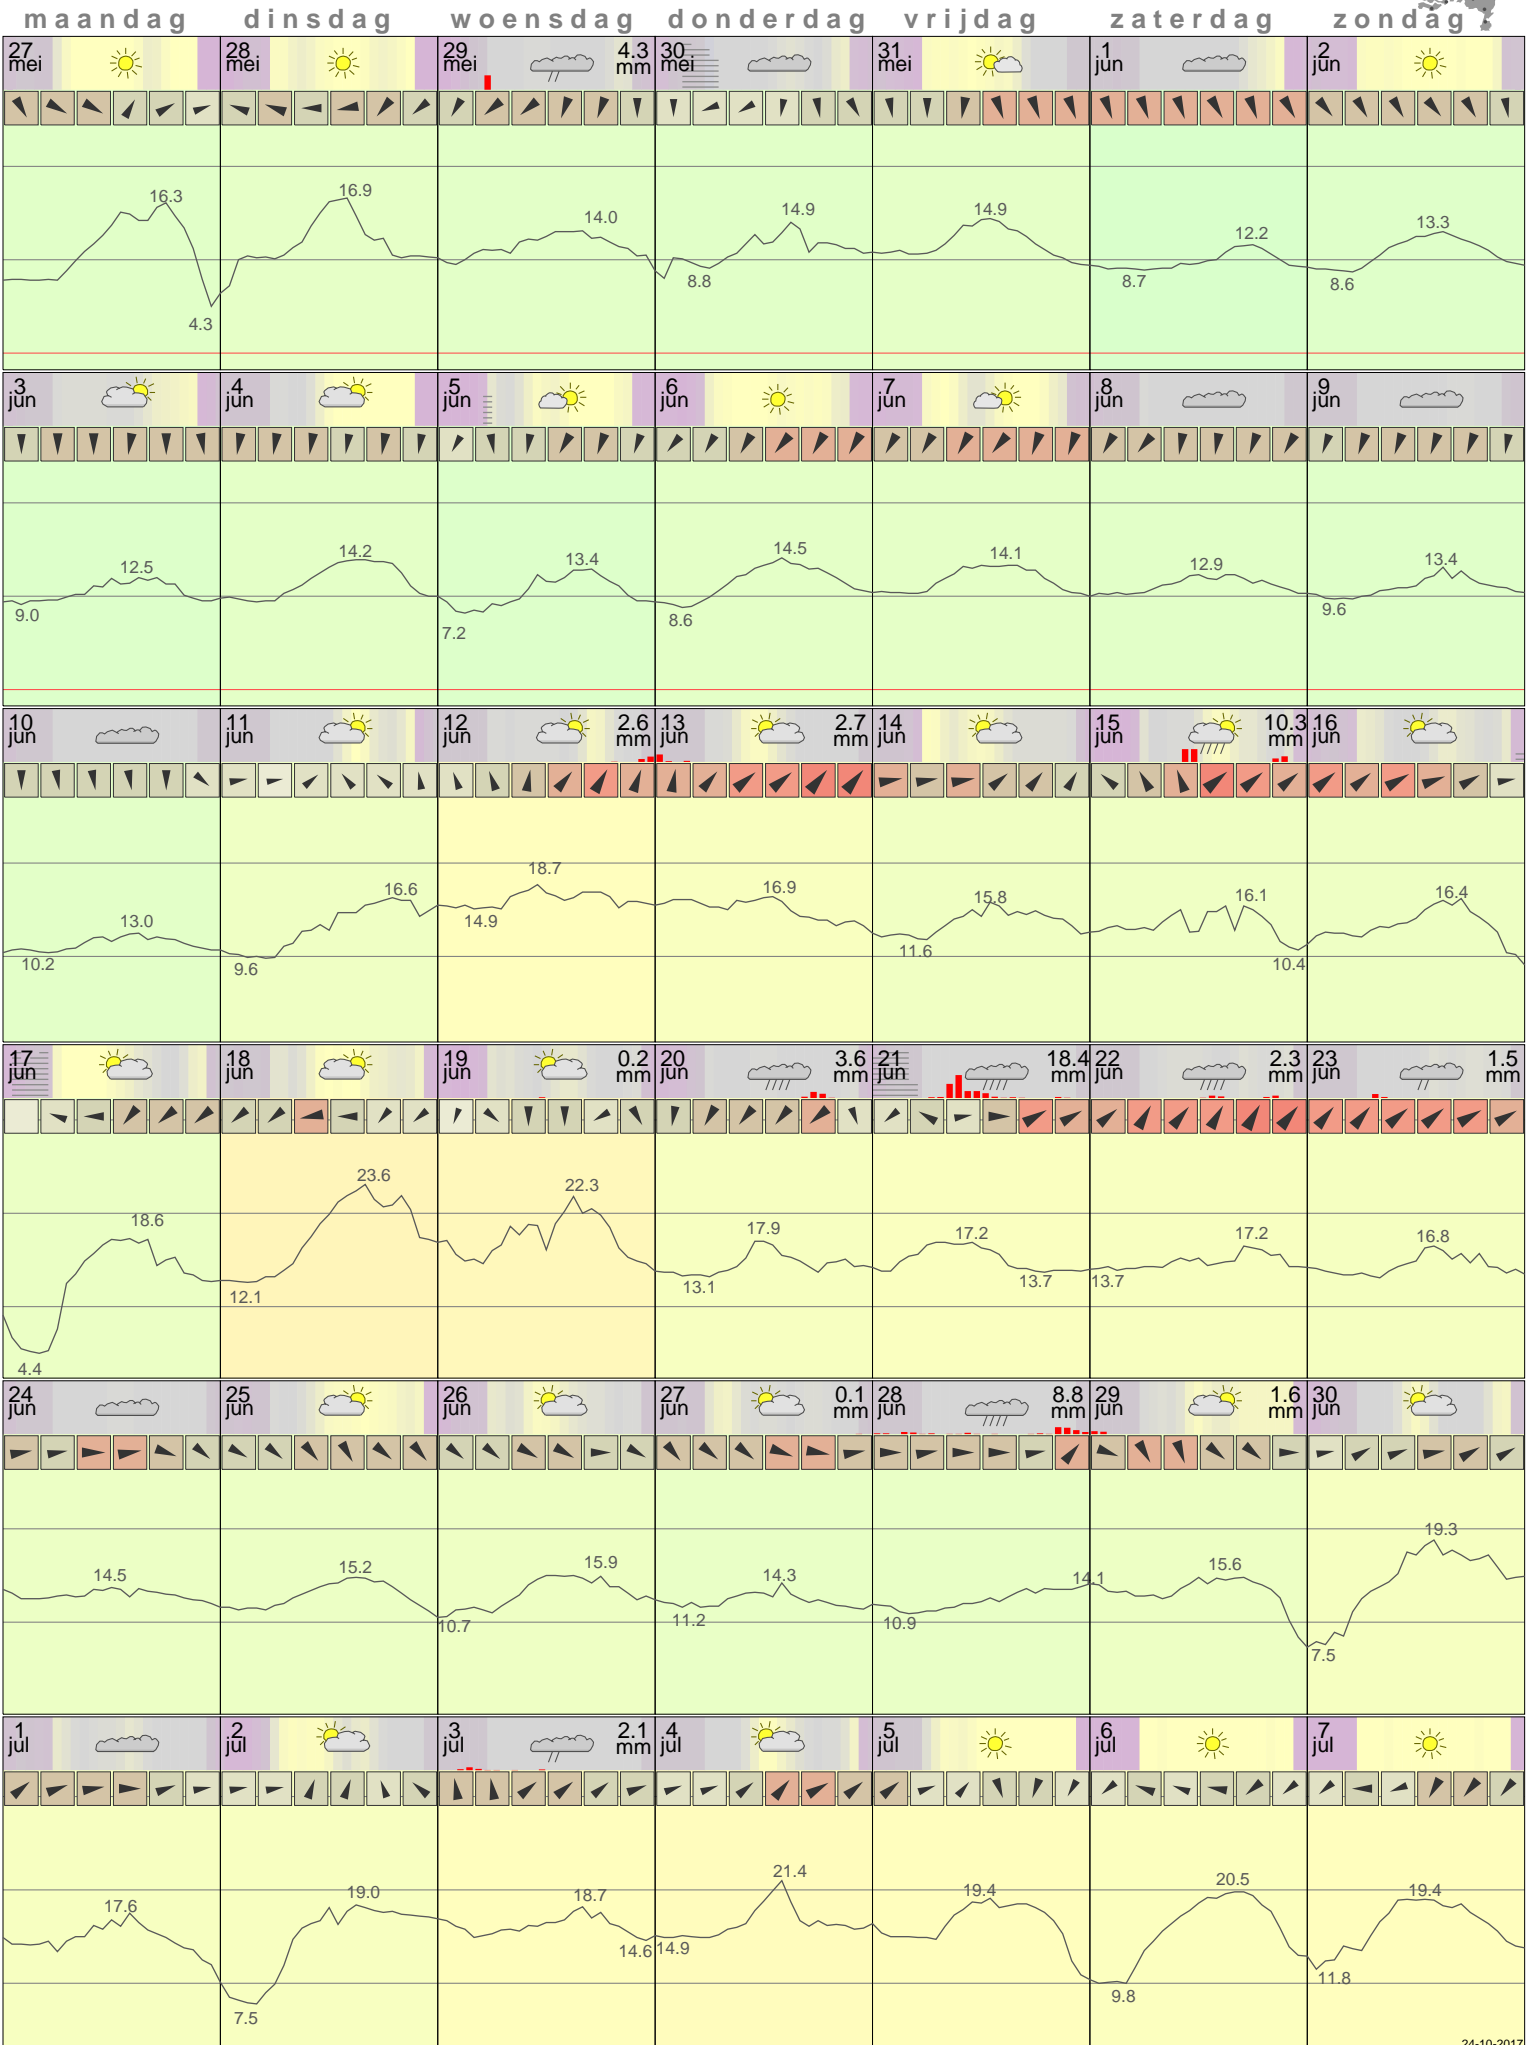 maandag dinsdag woensdag donderdag vrijdag zaterdag zondag
27 28 29 4.3 30 31 1 2
mei mei mei mm mei mei jun jun
16.3 16.9 14.0 14.9 14.9 12.2 13.3
4.3 8.8 8.7 8.6
3 4 5 6 7 8 9
jun jun jun jun jun jun jun
12.5 14.2 13.4 14.5 14.1 12.9 13.4
9.0 7.2 8.6 9.6
10 11 12 2.6 13 2.7 14 15 10.3 16
jun jun jun mm jun mm jun jun mm jun
13.0 16.6 18.7 16.9 15.8 16.1 16.4
10.2 9.6 14.9 11.6 10.4
17 18 19 0.2 20 3.6 21 18.4 22 2.3 23 1.5
jun jun jun mm jun mm jun mm jun mm jun mm
18.6 23.6 22.3 17.9 17.2 17.2 16.8
4.4 12.1 13.1 13.7 13.7
24 25 26 27 0.1 28 8.8 29 1.6 30
jun jun jun jun mm jun mm jun mm jun
14.5 15.2 15.9 14.3 14.1 15.6 19.3
10.7 11.2 10.9 7.5
1 2 3 2.1 4 5 6 7
jul jul jul mm jul jul jul jul
17.6 19.0 18.7 21.4 19.4 20.5 19.4
7.5 14.6 14.9 9.8 11.8
24-10-2017